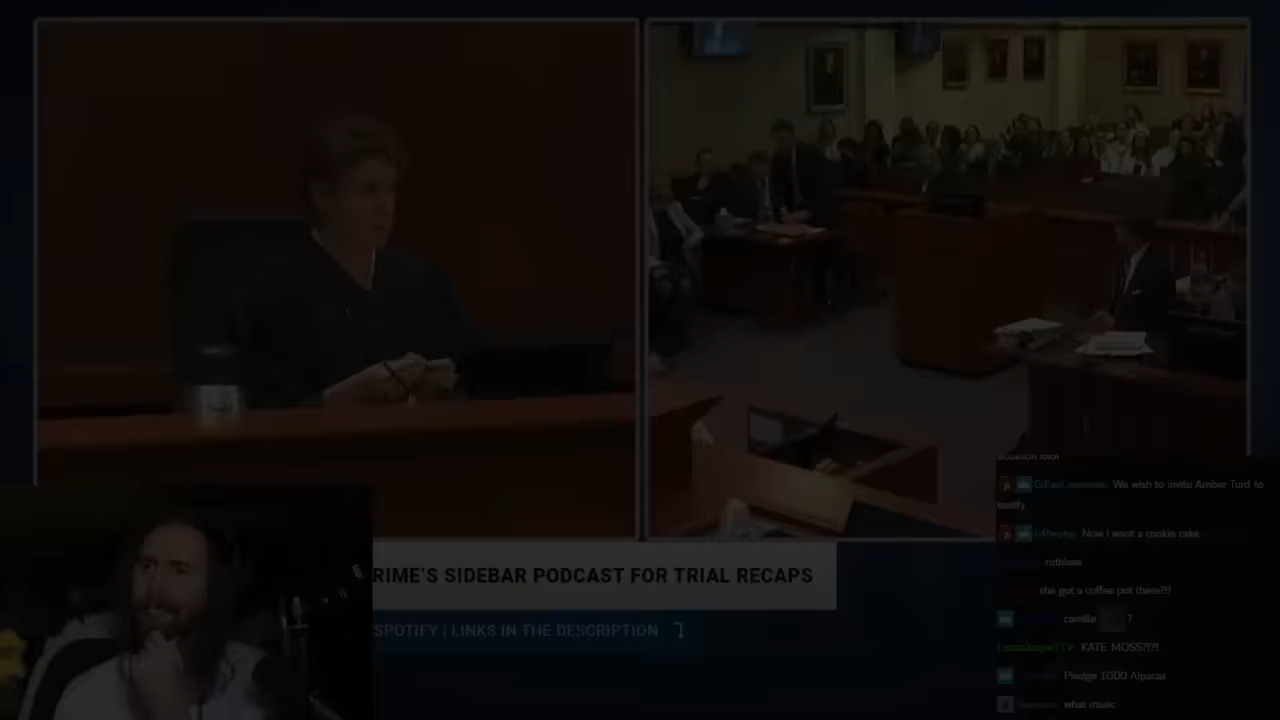 RIME'S SIDEBAR PODCAST FOR TRIAL RECAPS
SPOTIFY | LINKS IN THE DESCRIPTION
We wish to invite Amber Turd to
testify
Now I want a cookie cake
ruthless
she got a coffee pot there?!!
camille ?
KATE MOSS?!?!
Pledge 1000 Alpacas
what music